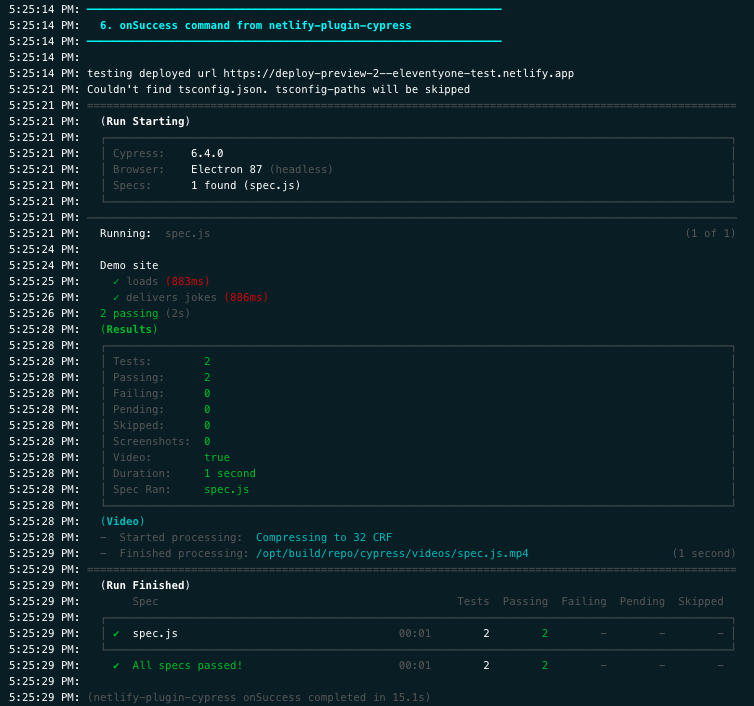 5:25:14 PM: ────────────────────────────────────────────────────────────────
5:25:14 PM:   6. onSuccess command from netlify-plugin-cypress
5:25:14 PM: ────────────────────────────────────────────────────────────────
5:25:14 PM:
5:25:14 PM: testing deployed url https://deploy-preview-2--eleventyone-test.netlify.app
5:25:21 PM: Couldn't find tsconfig.json. tsconfig-paths will be skipped
5:25:21 PM: ====================================================================================================
5:25:21 PM:   (Run Starting)
5:25:21 PM:
5:25:21 PM:   │ Cypress:    6.4.0 │
5:25:21 PM:   │ Browser:    Electron 87 (headless) │
5:25:21 PM:   │ Specs:      1 found (spec.js) │
5:25:21 PM:
5:25:21 PM: ────────────────────────────────────────────────────────────────────────────────────────────────────
5:25:21 PM:   Running:  spec.js (1 of 1)
5:25:24 PM:
5:25:24 PM:   Demo site
5:25:25 PM:     ✓ loads (883ms)
5:25:26 PM:     ✓ delivers jokes (886ms)
5:25:26 PM:   2 passing (2s)
5:25:28 PM:   (Results)
5:25:28 PM:
5:25:28 PM:   │ Tests:        2 │
5:25:28 PM:   │ Passing:      2 │
5:25:28 PM:   │ Failing:      0 │
5:25:28 PM:   │ Pending:      0 │
5:25:28 PM:   │ Skipped:      0 │
5:25:28 PM:   │ Screenshots:  0 │
5:25:28 PM:   │ Video:        true │
5:25:28 PM:   │ Duration:     1 second │
5:25:28 PM:   │ Spec Ran:     spec.js │
5:25:28 PM:
5:25:28 PM:   (Video)
5:25:28 PM:   –  Started processing:  Compressing to 32 CRF
5:25:29 PM:   –  Finished processing: /opt/build/repo/cypress/videos/spec.js.mp4 (1 second)
5:25:29 PM: ====================================================================================================
5:25:29 PM:   (Run Finished)
5:25:29 PM:        Spec    Tests  Passing  Failing  Pending  Skipped
5:25:29 PM:
5:25:29 PM:   │ ✔  spec.js    00:01    2    2    –    –    – │
5:25:29 PM:
5:25:29 PM:     ✔  All specs passed!    00:01    2    2    –    –    –
5:25:29 PM:
5:25:29 PM: (netlify-plugin-cypress onSuccess completed in 15.1s)